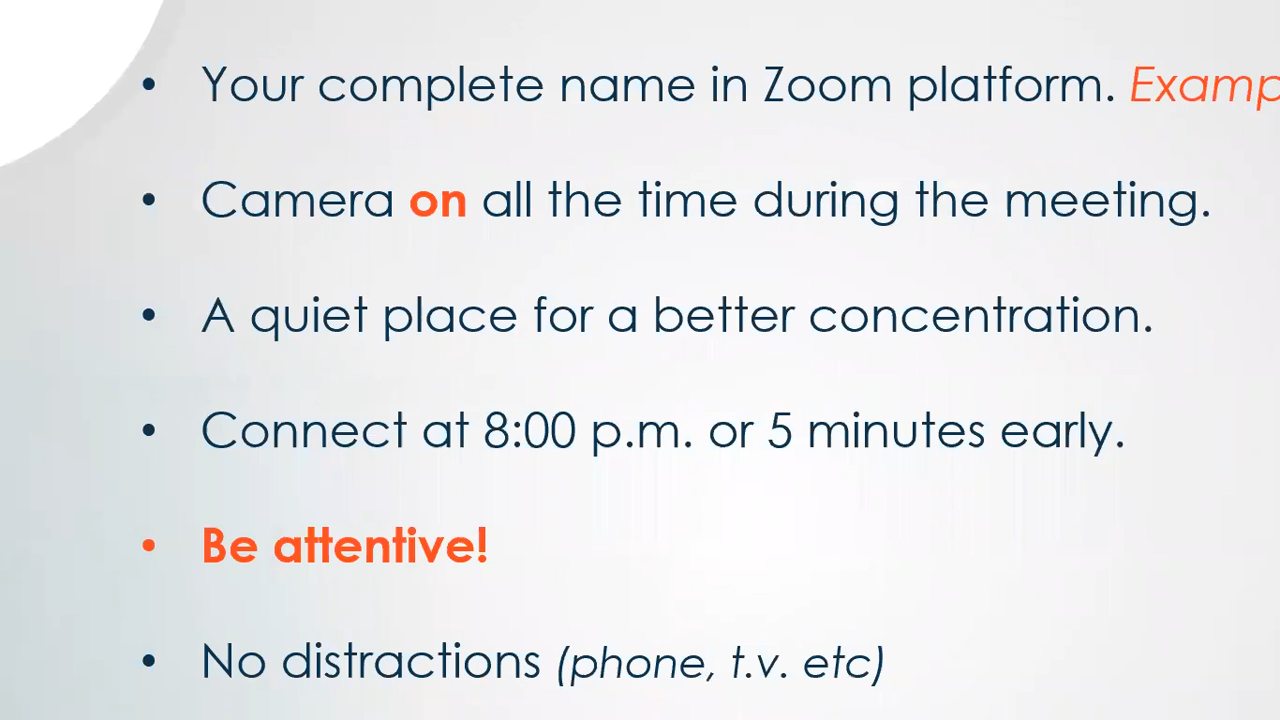 • Your complete name in Zoom platform.
• Camera on all the time during the meeting.
• A quiet place for a better concentration.
• Connect at 8:00 p.m. or 5 minutes early.
• Be attentive!
• No distractions (phone, t.v. etc)